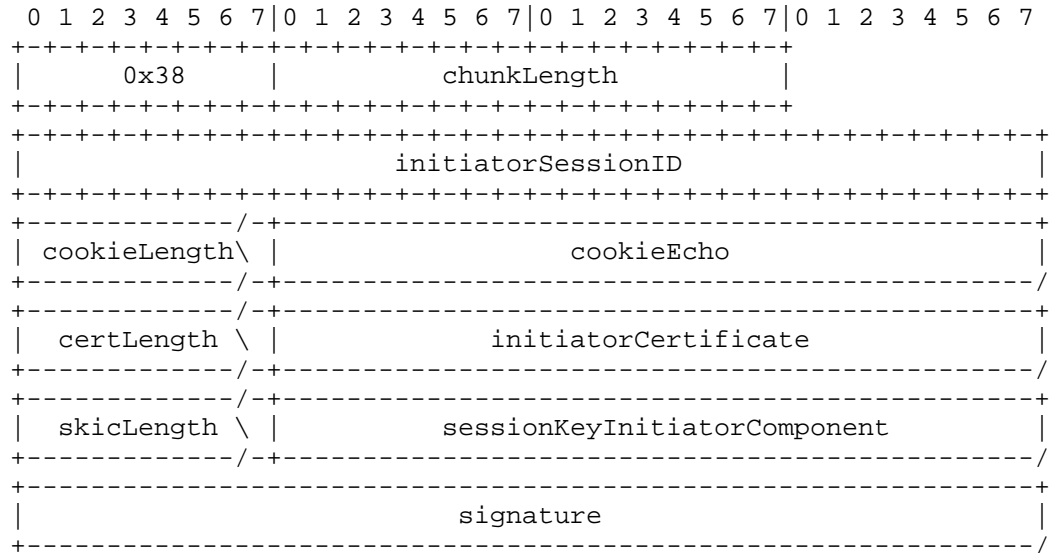 0 1 2 3 4 5 6 7|0 1 2 3 4 5 6 7|0 1 2 3 4 5 6 7|0 1 2 3 4 5 6 7
+-+-+-+-+-+-+-+-+-+-+-+-+-+-+-+-+-+-+-+-+-+-+-+-+
|      0x38     |          chunkLength          |
+-+-+-+-+-+-+-+-+-+-+-+-+-+-+-+-+-+-+-+-+-+-+-+-+
+-+-+-+-+-+-+-+-+-+-+-+-+-+-+-+-+-+-+-+-+-+-+-+-+-+-+-+-+-+-+-+-+
|                       initiatorSessionID                      |
+-+-+-+-+-+-+-+-+-+-+-+-+-+-+-+-+-+-+-+-+-+-+-+-+-+-+-+-+-+-+-+-+
+-------------/-+-----------------------------------------------+
| cookieLength\ |                  cookieEcho                   |
+-------------/-+-----------------------------------------------/
+-------------/-+-----------------------------------------------+
|  certLength \ |             initiatorCertificate              |
+-------------/-+-----------------------------------------------/
+-------------/-+-----------------------------------------------+
|  skicLength \ |          sessionKeyInitiatorComponent         |
+-------------/-+-----------------------------------------------/
+---------------------------------------------------------------+
|                           signature                           |
+---------------------------------------------------------------/